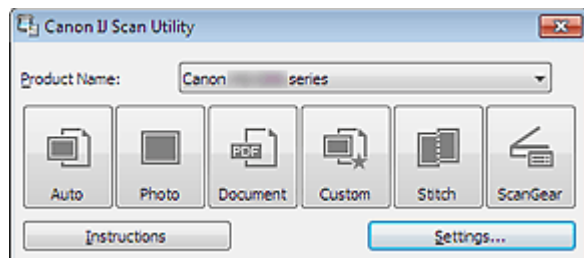 Canon IJ Scan Utility
Product Name: Canon series
PDF
Auto Photo Document Custom Stitch ScanGear
Instructions Settings...